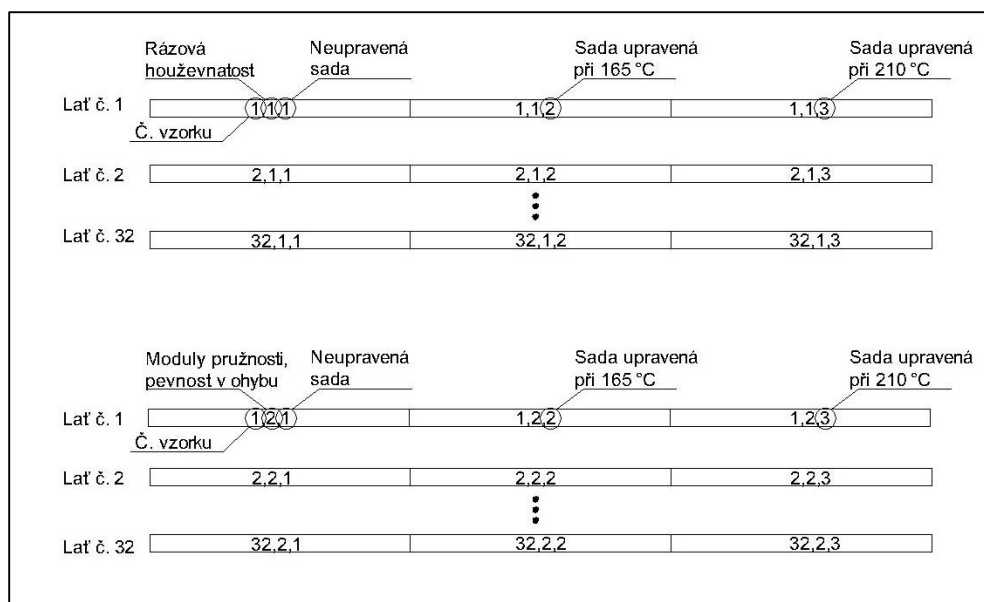 Rázová
houževnatost
Neupravená
sada
Sada upravená
při 165 °C
Sada upravená
při 210 °C
Lať č. 1
1,1,1
1,1,2
1,1,3
Č. vzorku
Lať č. 2
2,1,1
2,1,2
2,1,3
Lať č. 32
32,1,1
32,1,2
32,1,3
Moduly pružnosti,
pevnost v ohybu
Neupravená
sada
Sada upravená
při 165 °C
Sada upravená
při 210 °C
Lať č. 1
1,2,1
1,2,2
1,2,3
Č. vzorku
Lať č. 2
2,2,1
2,2,2
2,2,3
Lať č. 32
32,2,1
32,2,2
32,2,3